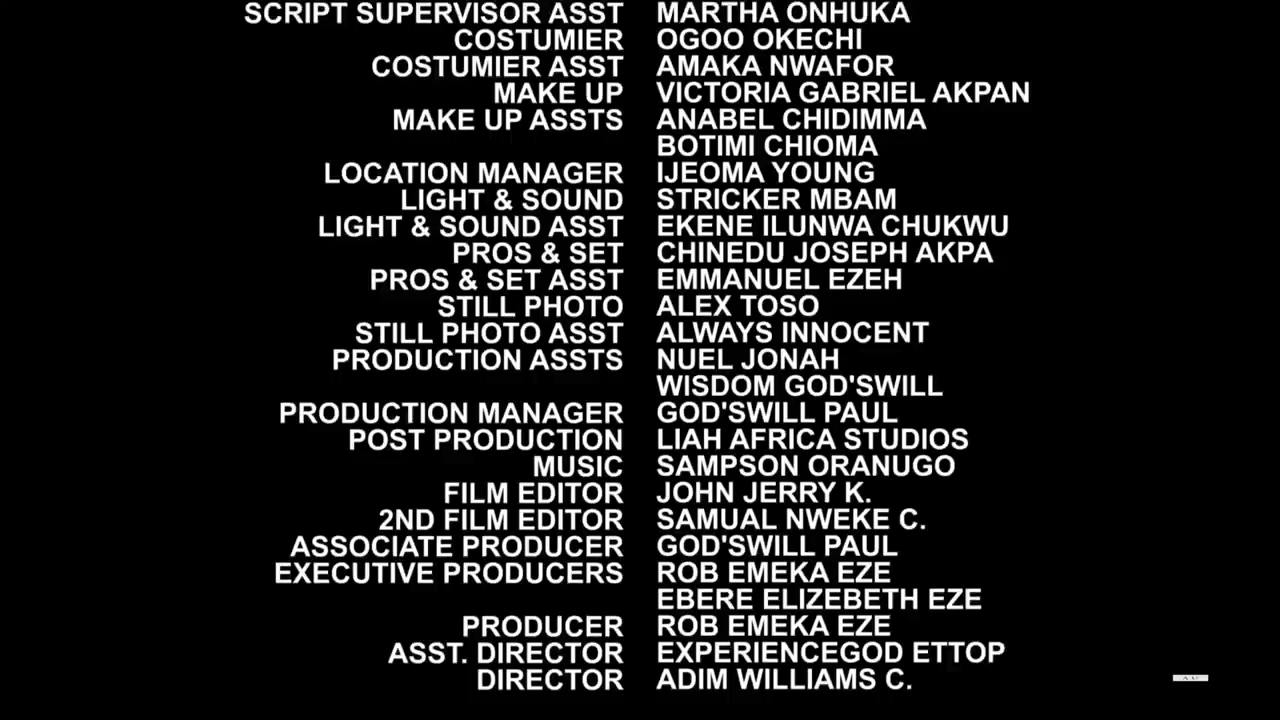 SCRIPT SUPERVISOR ASST MARTHA ONHUKA
COSTUMIER OGOO OKECHI
COSTUMIER ASST AMAKA NWAFOR
MAKE UP VICTORIA GABRIEL AKPAN
MAKE UP ASSTS ANABEL CHIDIMMA
BOTIMI CHIOMA
LOCATION MANAGER IJEOMA YOUNG
LIGHT & SOUND STRICKER MBAM
LIGHT & SOUND ASST EKENE ILUNWA CHUKWU
PROS & SET CHINEDU JOSEPH AKPA
PROS & SET ASST EMMANUEL EZEH
STILL PHOTO ALEX TOSO
STILL PHOTO ASST ALWAYS INNOCENT
PRODUCTION ASSTS NUEL JONAH
WISDOM GOD'SWILL
PRODUCTION MANAGER GOD'SWILL PAUL
POST PRODUCTION LIAH AFRICA STUDIOS
MUSIC SAMPSON ORANUGO
FILM EDITOR JOHN JERRY K.
2ND FILM EDITOR SAMUAL NWEKE C.
ASSOCIATE PRODUCER GOD'SWILL PAUL
EXECUTIVE PRODUCERS ROB EMEKA EZE
EBERE ELIZEBETH EZE
PRODUCER ROB EMEKA EZE
ASST. DIRECTOR EXPERIENCEGOD ETTOP
DIRECTOR ADIM WILLIAMS C.